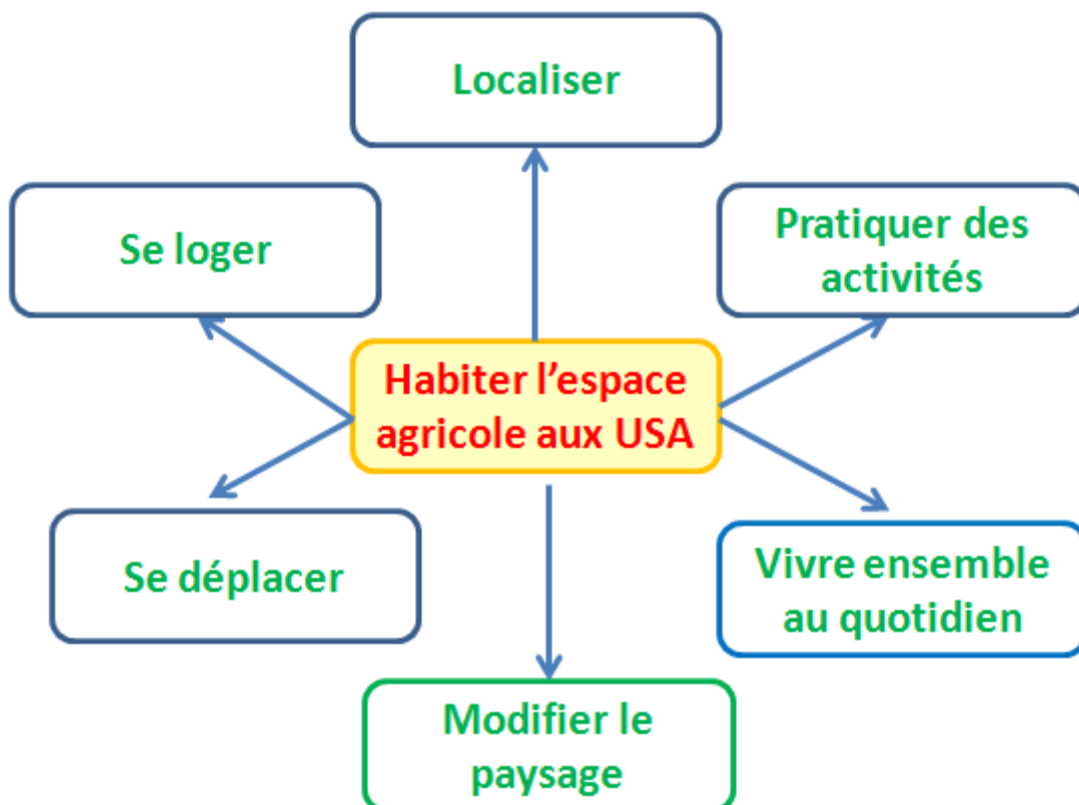 Localiser
Se loger
Pratiquer des
activités
Habiter l’espace
agricole aux USA
Se déplacer
Vivre ensemble
au quotidien
Modifier le
paysage